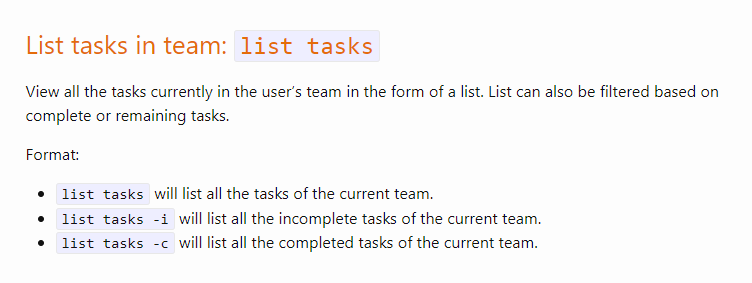 List tasks in team: list tasks
View all the tasks currently in the user's team in the form of a list. List can also be filtered based on
complete or remaining tasks.
Format:
• list tasks will list all the tasks of the current team.
• list tasks -i will list all the incomplete tasks of the current team.
• list tasks -c will list all the completed tasks of the current team.